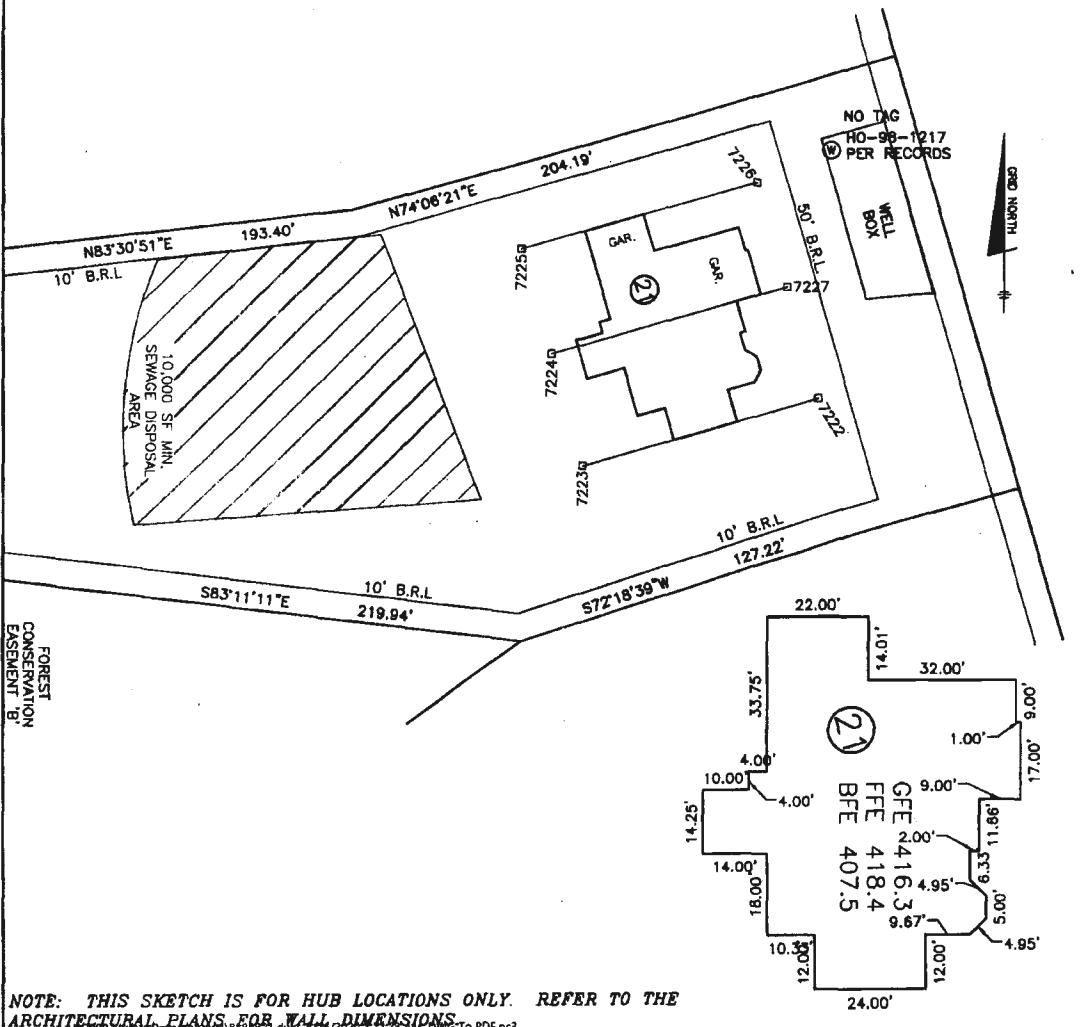 NO TAG
HO-98-1217
PER RECORDS
W
WELL
BOX
GRID NORTH
204.19'
N74°06'21"E
N83°30'51"E
193.40'
10' B.R.L
50' B.R.L.
7226
7225
7227
7224
7222
7223
GAR.
GAR.
21
10,000 SF MIN.
SEWAGE DISPOSAL
AREA
10' B.R.L
127.22'
S72°18'39"W
10' B.R.L
S83°11'11"E
219.94'
FOREST
CONSERVATION
EASEMENT 'B'
22.00'
14.01'
32.00'
9.00'
33.75'
21
1.00'
17.00'
4.00'
10.00'
4.00'
9.00'
11.86'
14.25'
GFE 416.3
FFE 418.4
BFE 407.5
2.00'
6.33'
4.95'
5.00'
14.00'
18.00'
9.67'
4.95'
10.33'
12.00'
12.00'
24.00'
NOTE: THIS SKETCH IS FOR HUB LOCATIONS ONLY. REFER TO THE
ARCHITECTURAL PLANS FOR WALL DIMENSIONS